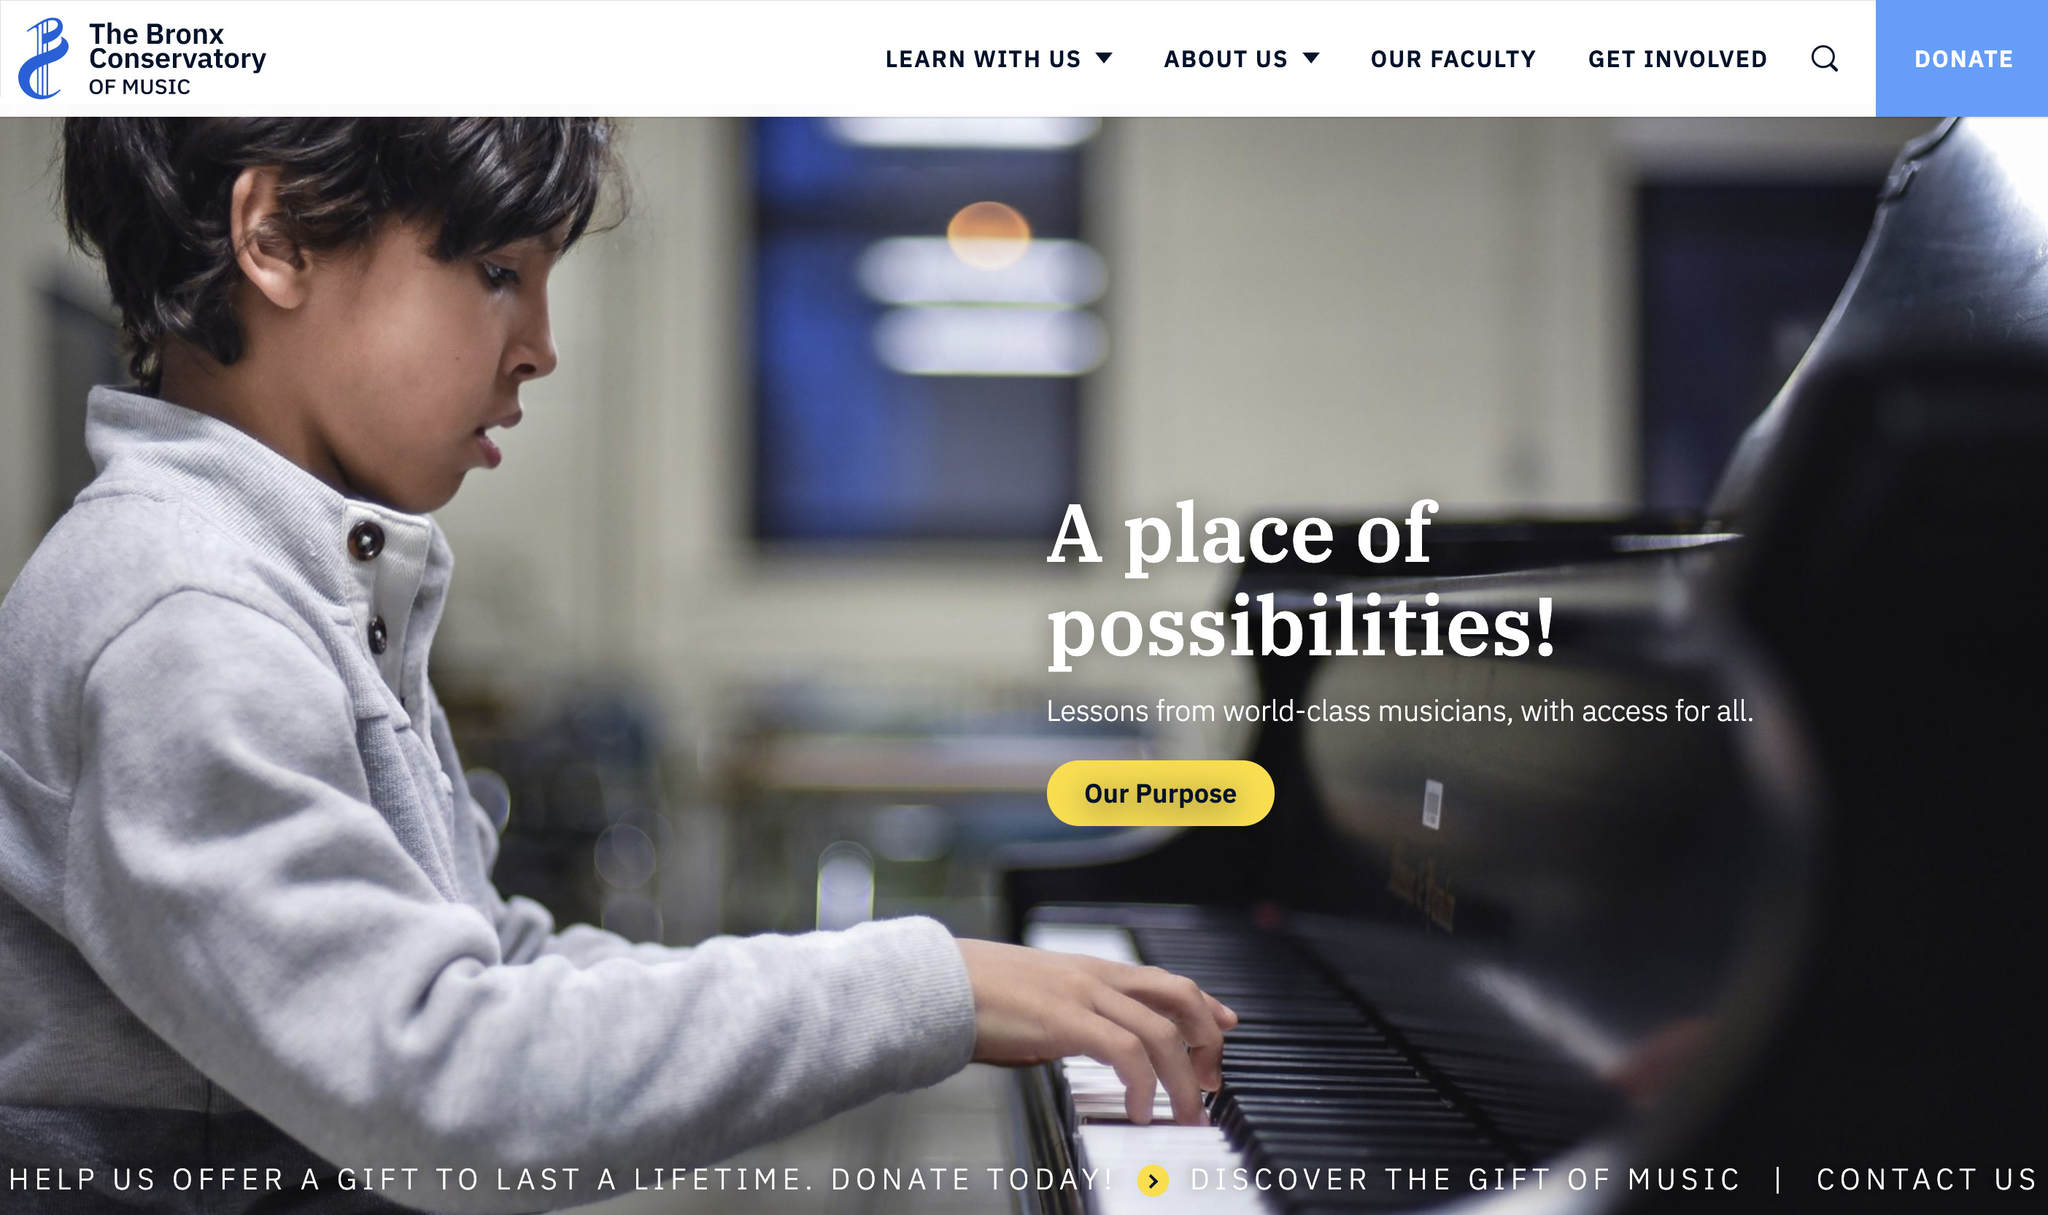 The Bronx
Conservatory
OF MUSIC
LEARN WITH US
ABOUT US
OUR FACULTY
GET INVOLVED
DONATE
A place of
possibilities!
Lessons from world-class musicians, with access for all.
Our Purpose
HELP US OFFER A GIFT TO LAST A LIFETIME. DONATE TODAY! DISCOVER THE GIFT OF MUSIC | CONTACT US